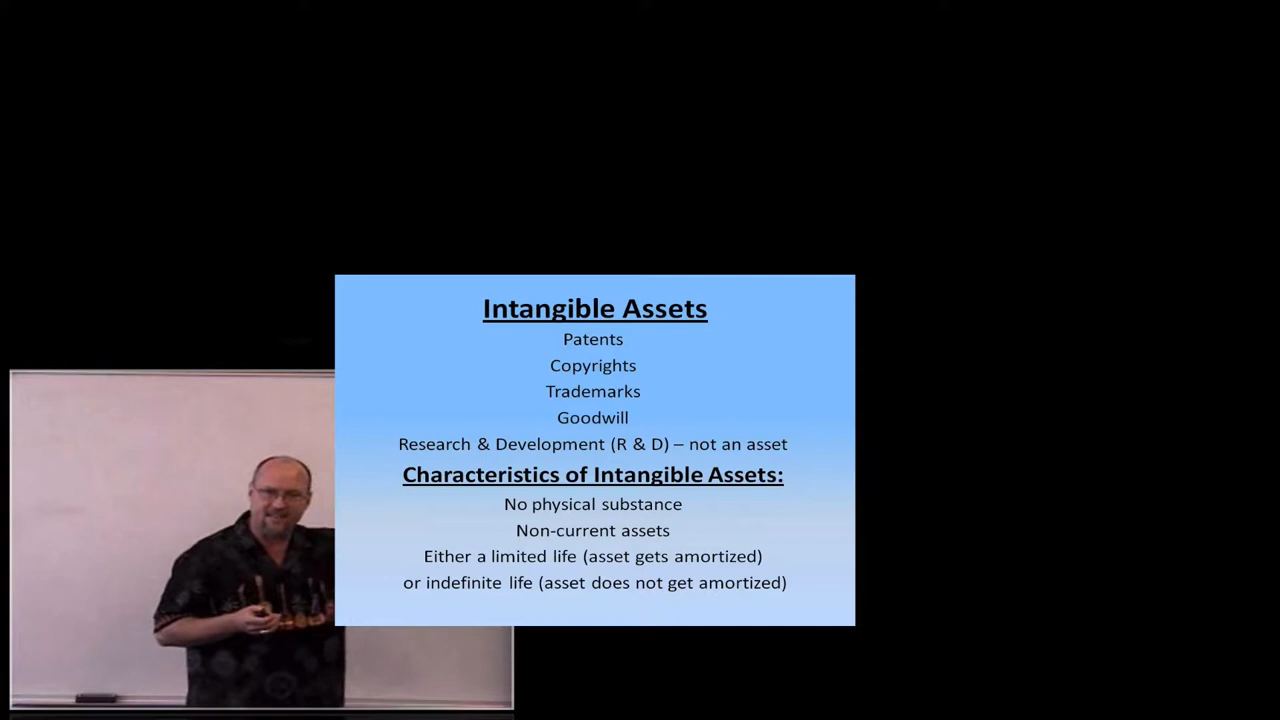 Intangible Assets
Patents
Copyrights
Trademarks
Goodwill
Research & Development (R & D) – not an asset
Characteristics of Intangible Assets:
No physical substance
Non-current assets
Either a limited life (asset gets amortized)
or indefinite life (asset does not get amortized)